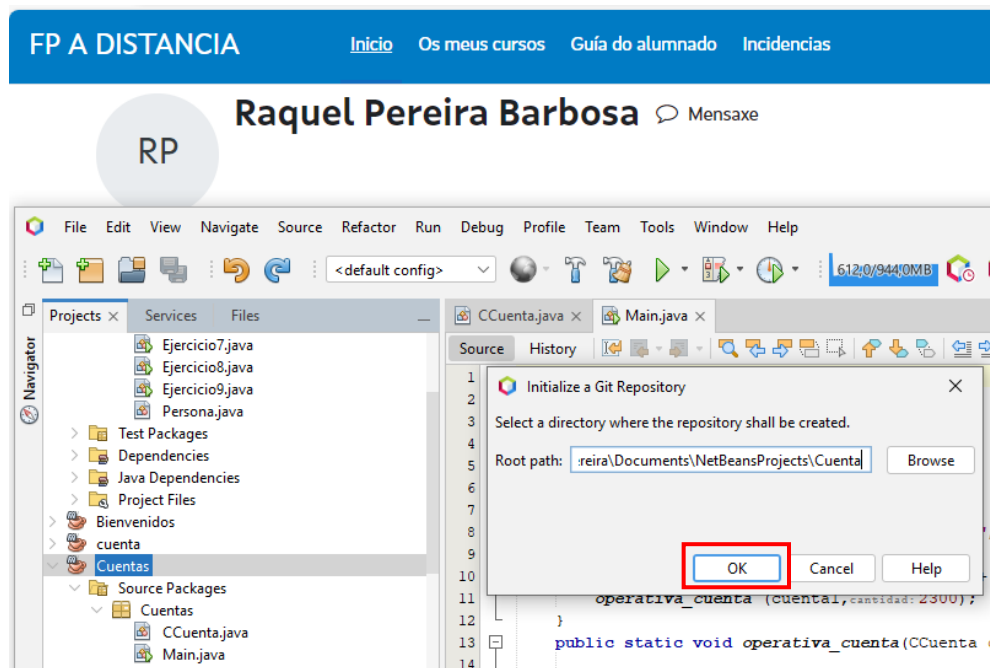 FP A DISTANCIA Inicio Os meus cursos Guía do alumnado Incidencias
Raquel Pereira Barbosa Mensaxe
RP
File Edit View Navigate Source Refactor Run Debug Profile Team Tools Window Help
<default config> 612,0/944,0MB
Projects Services Files
CCuenta.java Main.java
Navigator
Source History
Ejercicio7.java
Ejercicio8.java
Ejercicio9.java
Persona.java
Test Packages
Dependencies
Java Dependencies
Project Files
Bienvenidos
cuenta
Cuentas
Source Packages
Cuentas
CCuenta.java
Main.java
1
2
3
4
5
6
7
8
9
10
11 operativa_cuenta (cuenta1,cantidad: 2300);
12 }
13 public static void operativa_cuenta(CCuenta
14
Initialize a Git Repository
Select a directory where the repository shall be created.
Root path: reira\Documents\NetBeansProjects\Cuenta Browse
OK Cancel Help